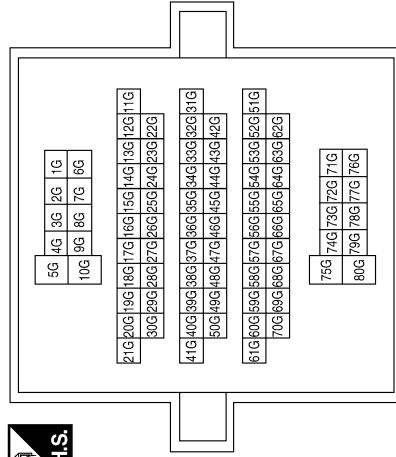 5G 4G 3G 2G 1G
10G 9G 8G 7G 6G
21G 20G 19G 18G 17G 16G 15G 14G 13G 12G 11G
30G 29G 28G 27G 26G 25G 24G 23G 22G
41G 40G 39G 38G 37G 36G 35G 34G 33G 32G 31G
50G 49G 48G 47G 46G 45G 44G 43G 42G
61G 60G 59G 58G 57G 56G 55G 54G 53G 52G 51G
70G 69G 68G 67G 66G 65G 64G 63G 62G
75G 74G 73G 72G 71G
80G 79G 78G 77G 76G
H.S.